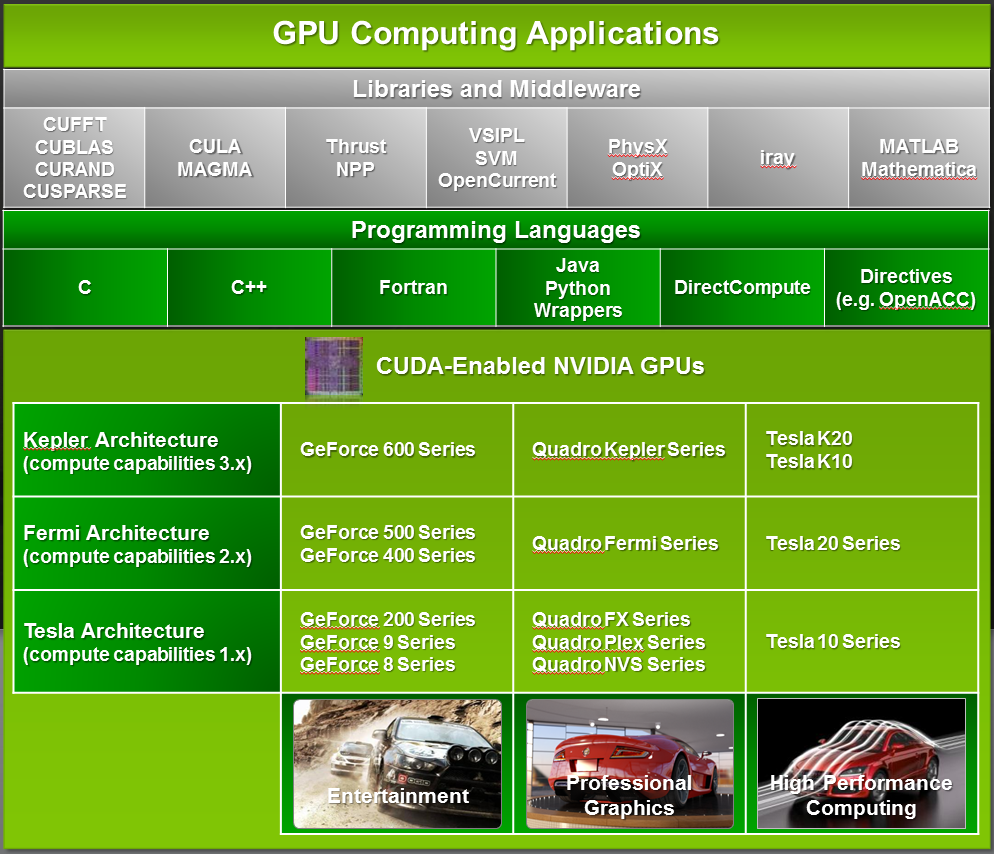 GPU Computing Applications
Libraries and Middleware
CUFFT
CUBLAS
CURAND
CUSPARSE
CULA
MAGMA
Thrust
NPP
VSIPL
SVM
OpenCurrent
PhysX
OptiX
iray
MATLAB
Mathematica
Programming Languages
C
C++
Fortran
Java
Python
Wrappers
DirectCompute
Directives
(e.g. OpenACC)
CUDA-Enabled NVIDIA GPUs
Kepler Architecture
(compute capabilities 3.x)
GeForce 600 Series
Quadro Kepler Series
Tesla K20
Tesla K10
Fermi Architecture
(compute capabilities 2.x)
GeForce 500 Series
GeForce 400 Series
Quadro Fermi Series
Tesla 20 Series
Tesla Architecture
(compute capabilities 1.x)
GeForce 200 Series
GeForce 9 Series
GeForce 8 Series
Quadro FX Series
Quadro Plex Series
Quadro NVS Series
Tesla 10 Series
Entertainment
Professional
Graphics
High Performance
Computing